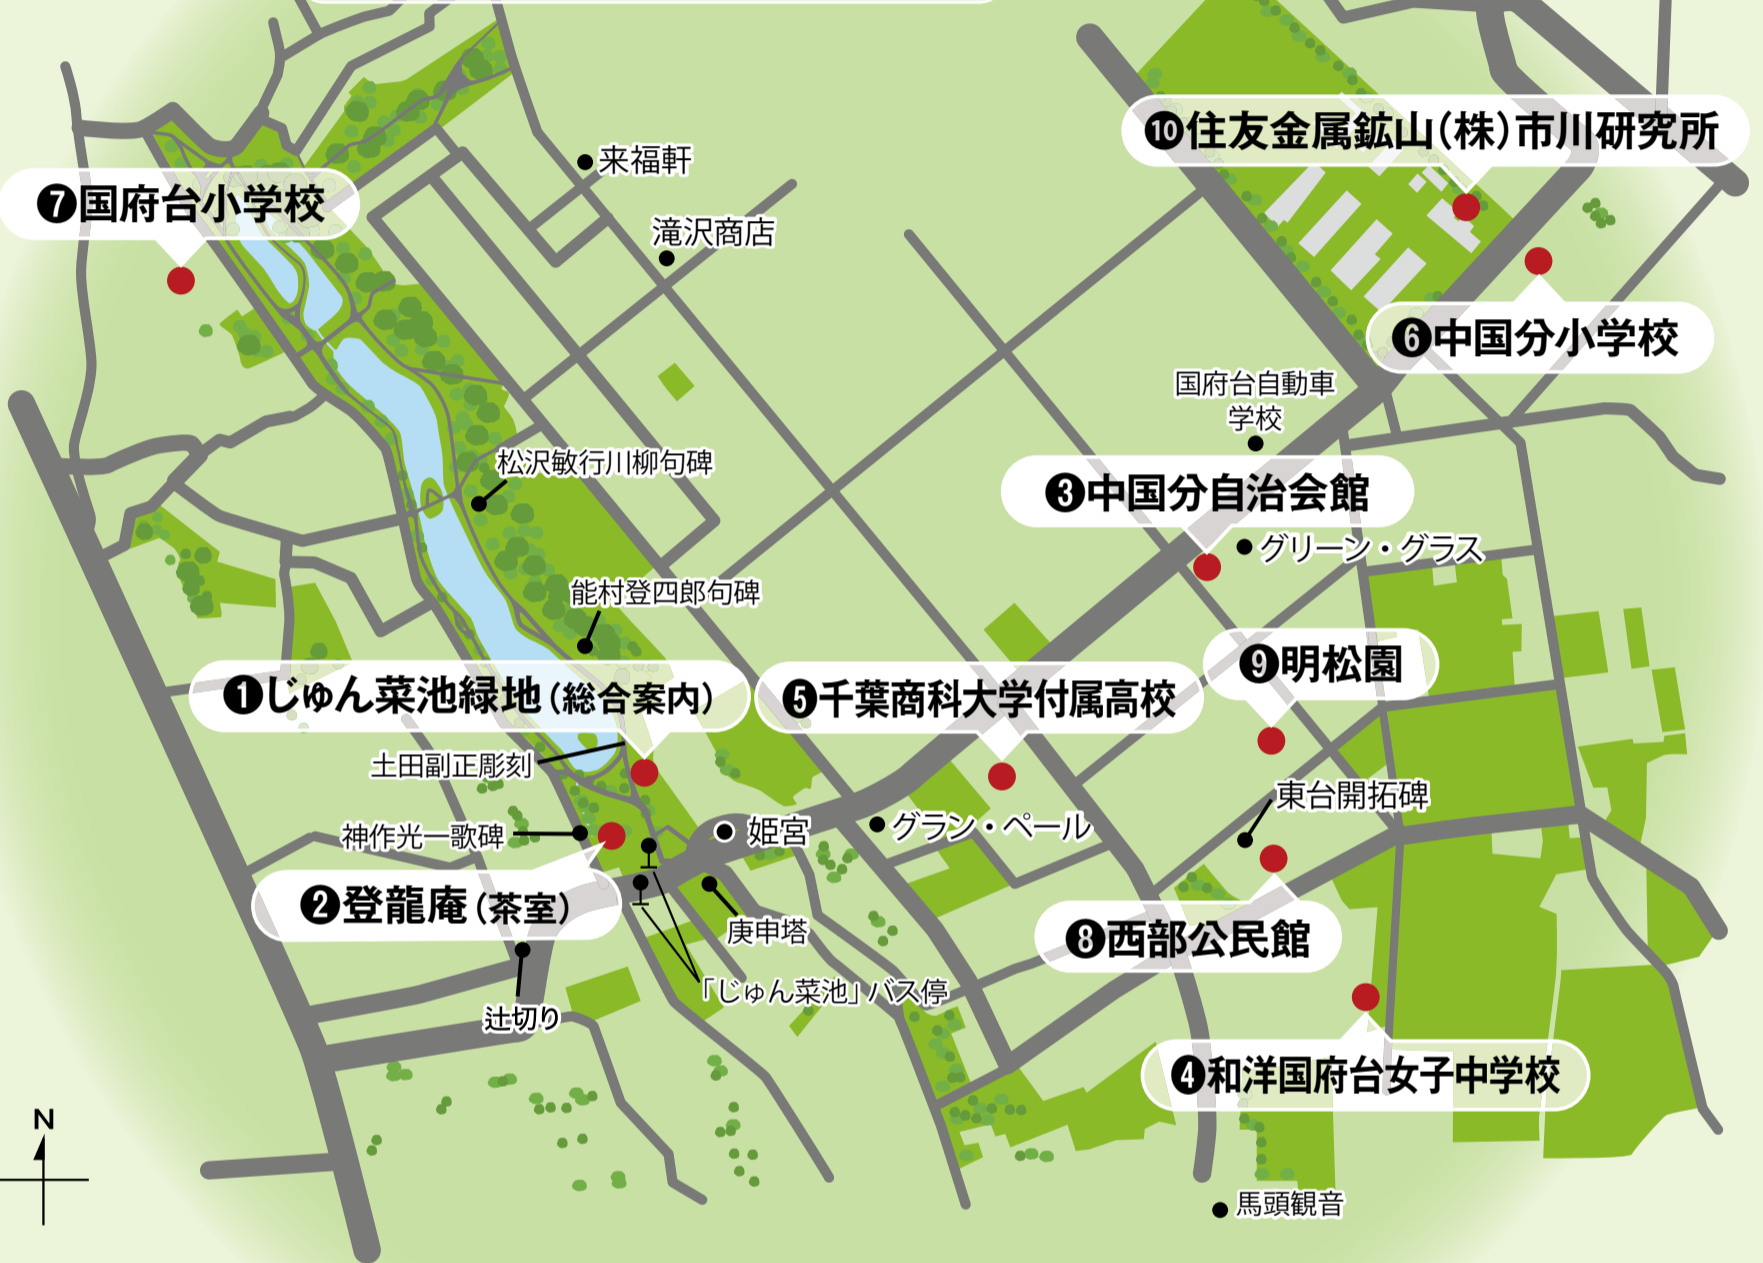 来福軒
❿住友金属鉱山(株)市川研究所
❼国府台小学校
滝沢商店
❻中国分小学校
国府台自動車
学校
松沢敏行川柳句碑
❸中国分自治会館
グリーン・グラス
能村登四郎句碑
❶じゅん菜池緑地(総合案内)
❺千葉商科大学付属高校
❾明松園
土田副正彫刻
東台開拓碑
神作光一歌碑
姫宮
グラン・ペール
❷登龍庵(茶室)
庚申塔
❽西部公民館
「じゅん菜池」バス停
辻切り
❹和洋国府台女子中学校
N
馬頭観音